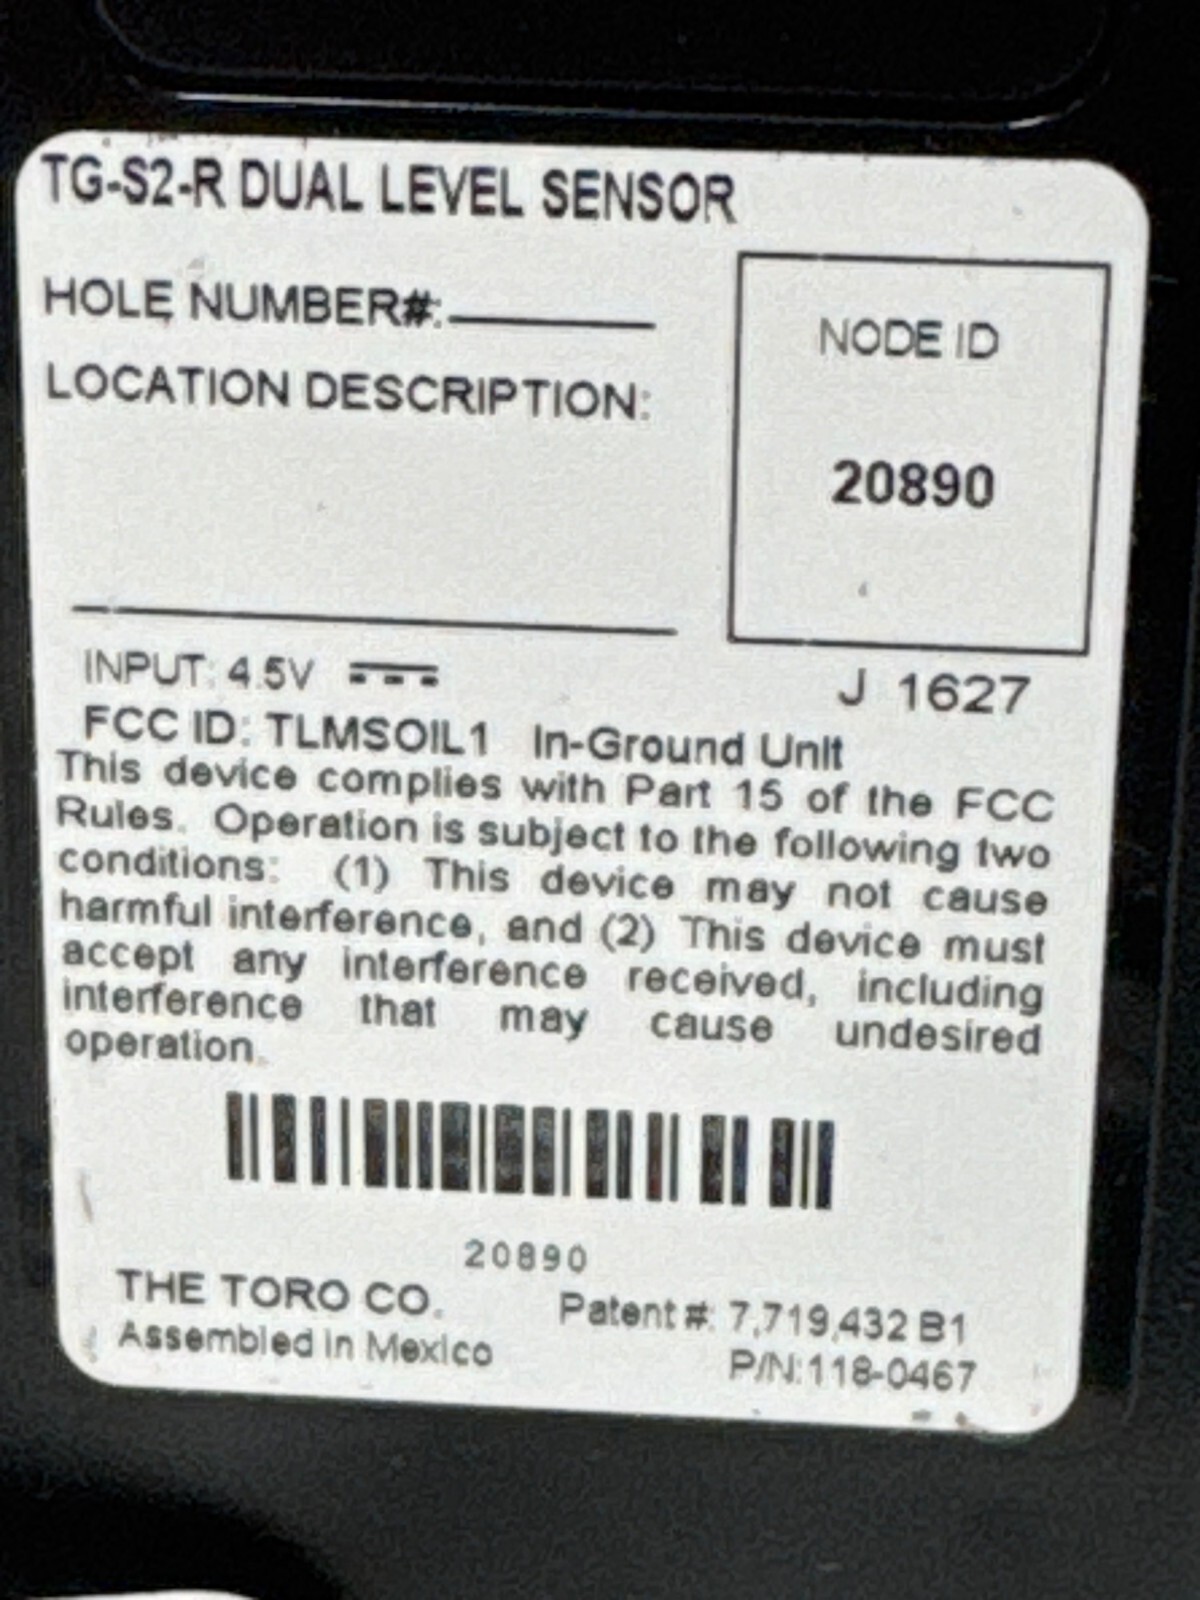 TG-S2-R DUAL LEVEL SENSOR
HOLE NUMBER#:
LOCATION DESCRIPTION:
NODE ID
20890
INPUT: 4.5V
J 1627
FCC ID: TLMSOIL1 In-Ground Unit
This device complies with Part 15 of the FCC
Rules. Operation is subject to the following two
conditions: (1) This device may not cause
harmful interference, and (2) This device must
accept any interference received, including
interference that may cause undesired
operation.
20890
THE TORO CO.
Assembled in Mexico
Patent #: 7,719,432 B1
P/N:118-0467